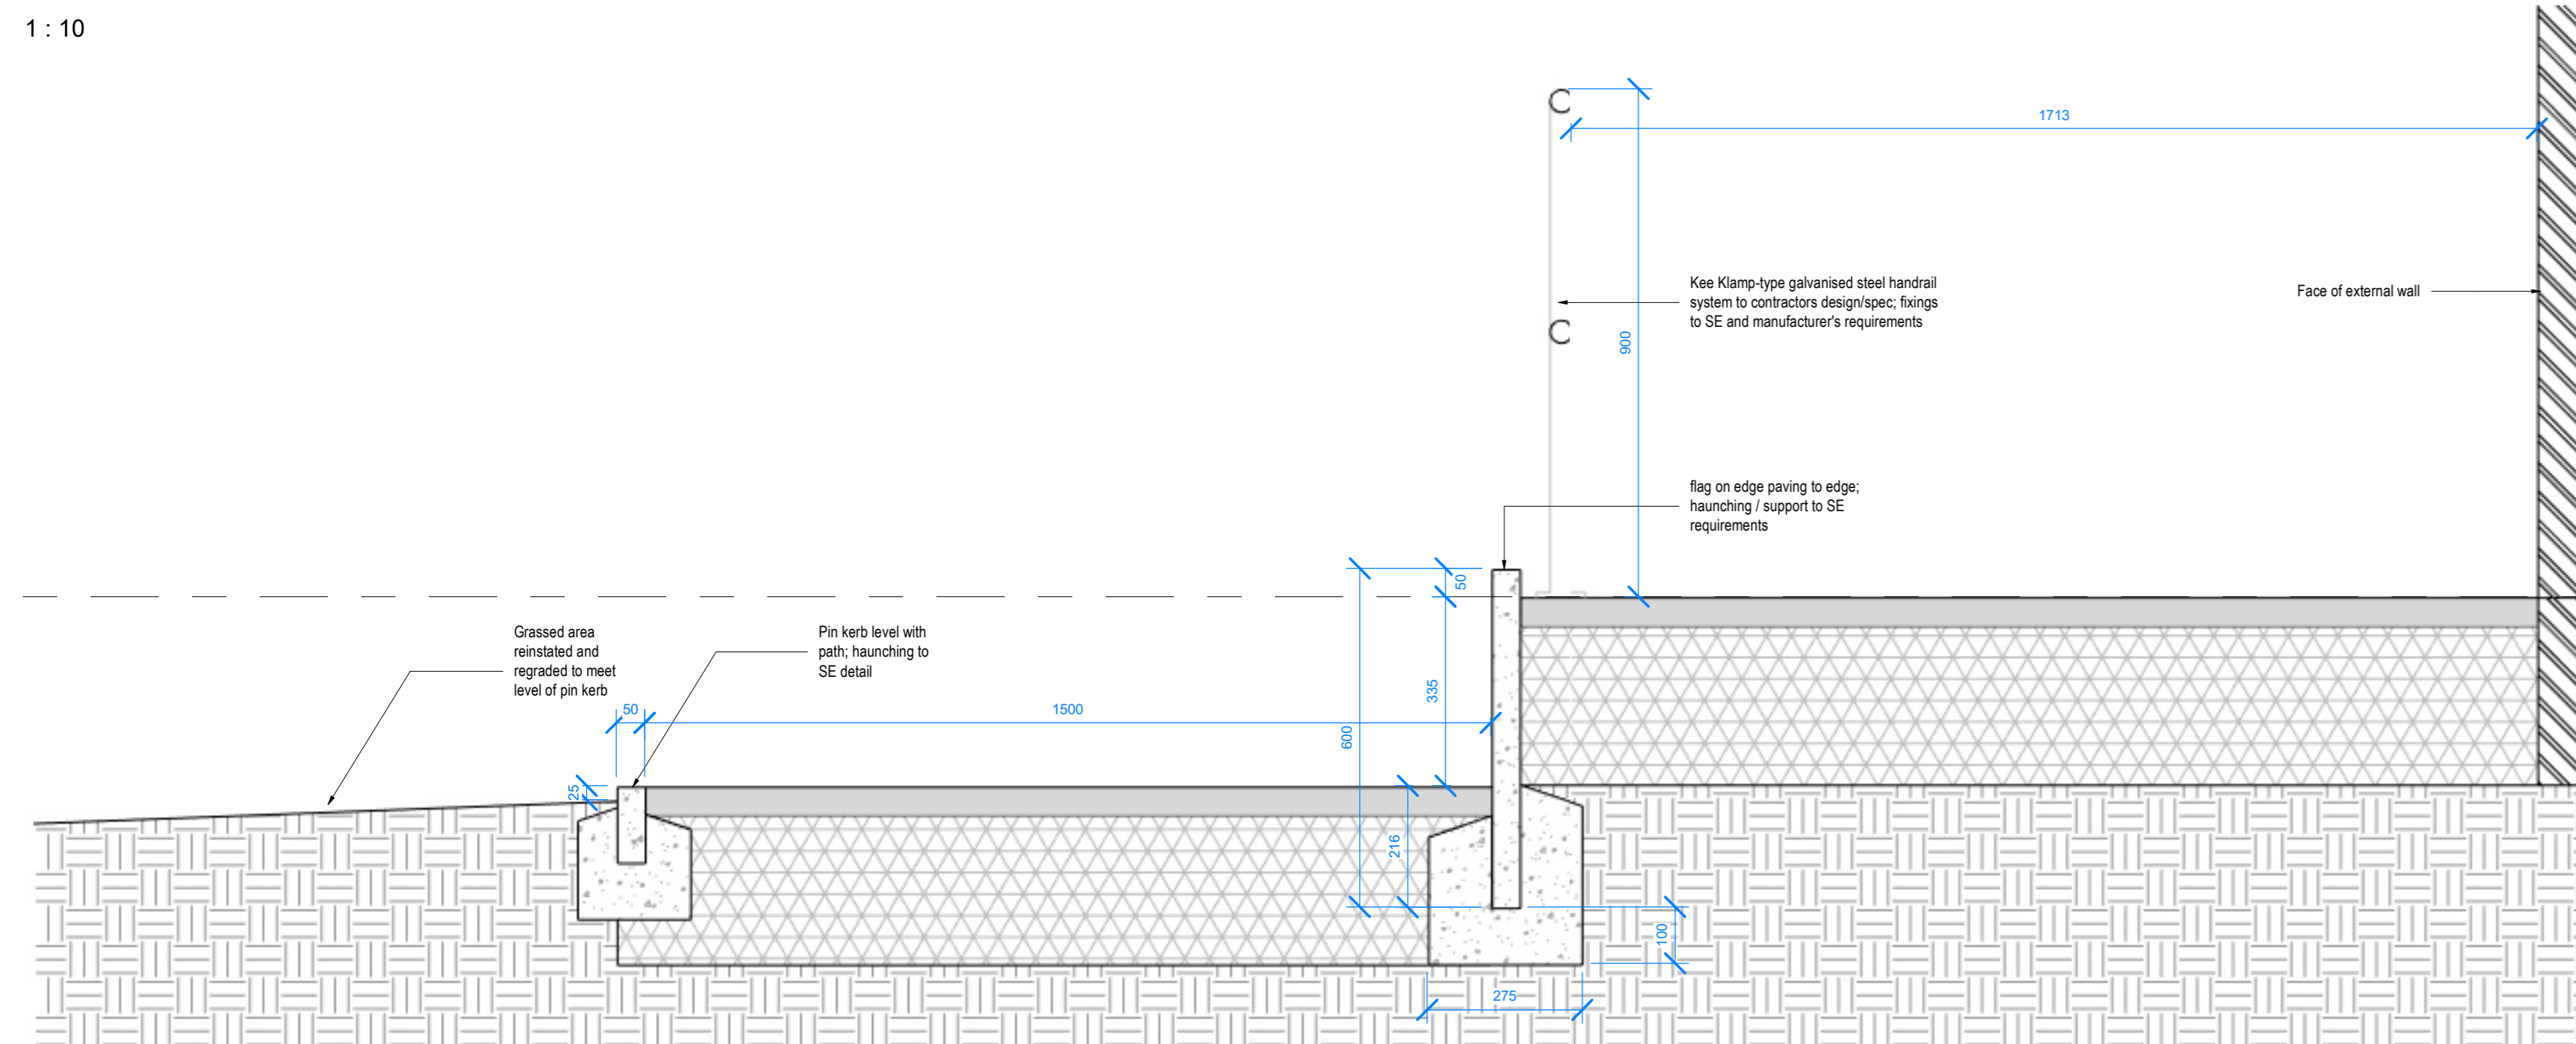 1 : 10
1713
Kee Klamp-type galvanised steel handrail
system to contractors design/spec; fixings
to SE and manufacturer's requirements
Face of external wall
900
flag on edge paving to edge;
haunching / support to SE
requirements
50
Grassed area
reinstated and
regraded to meet
level of pin kerb
Pin kerb level with
path; haunching to
SE detail
335
50
1500
600
25
216
100
275